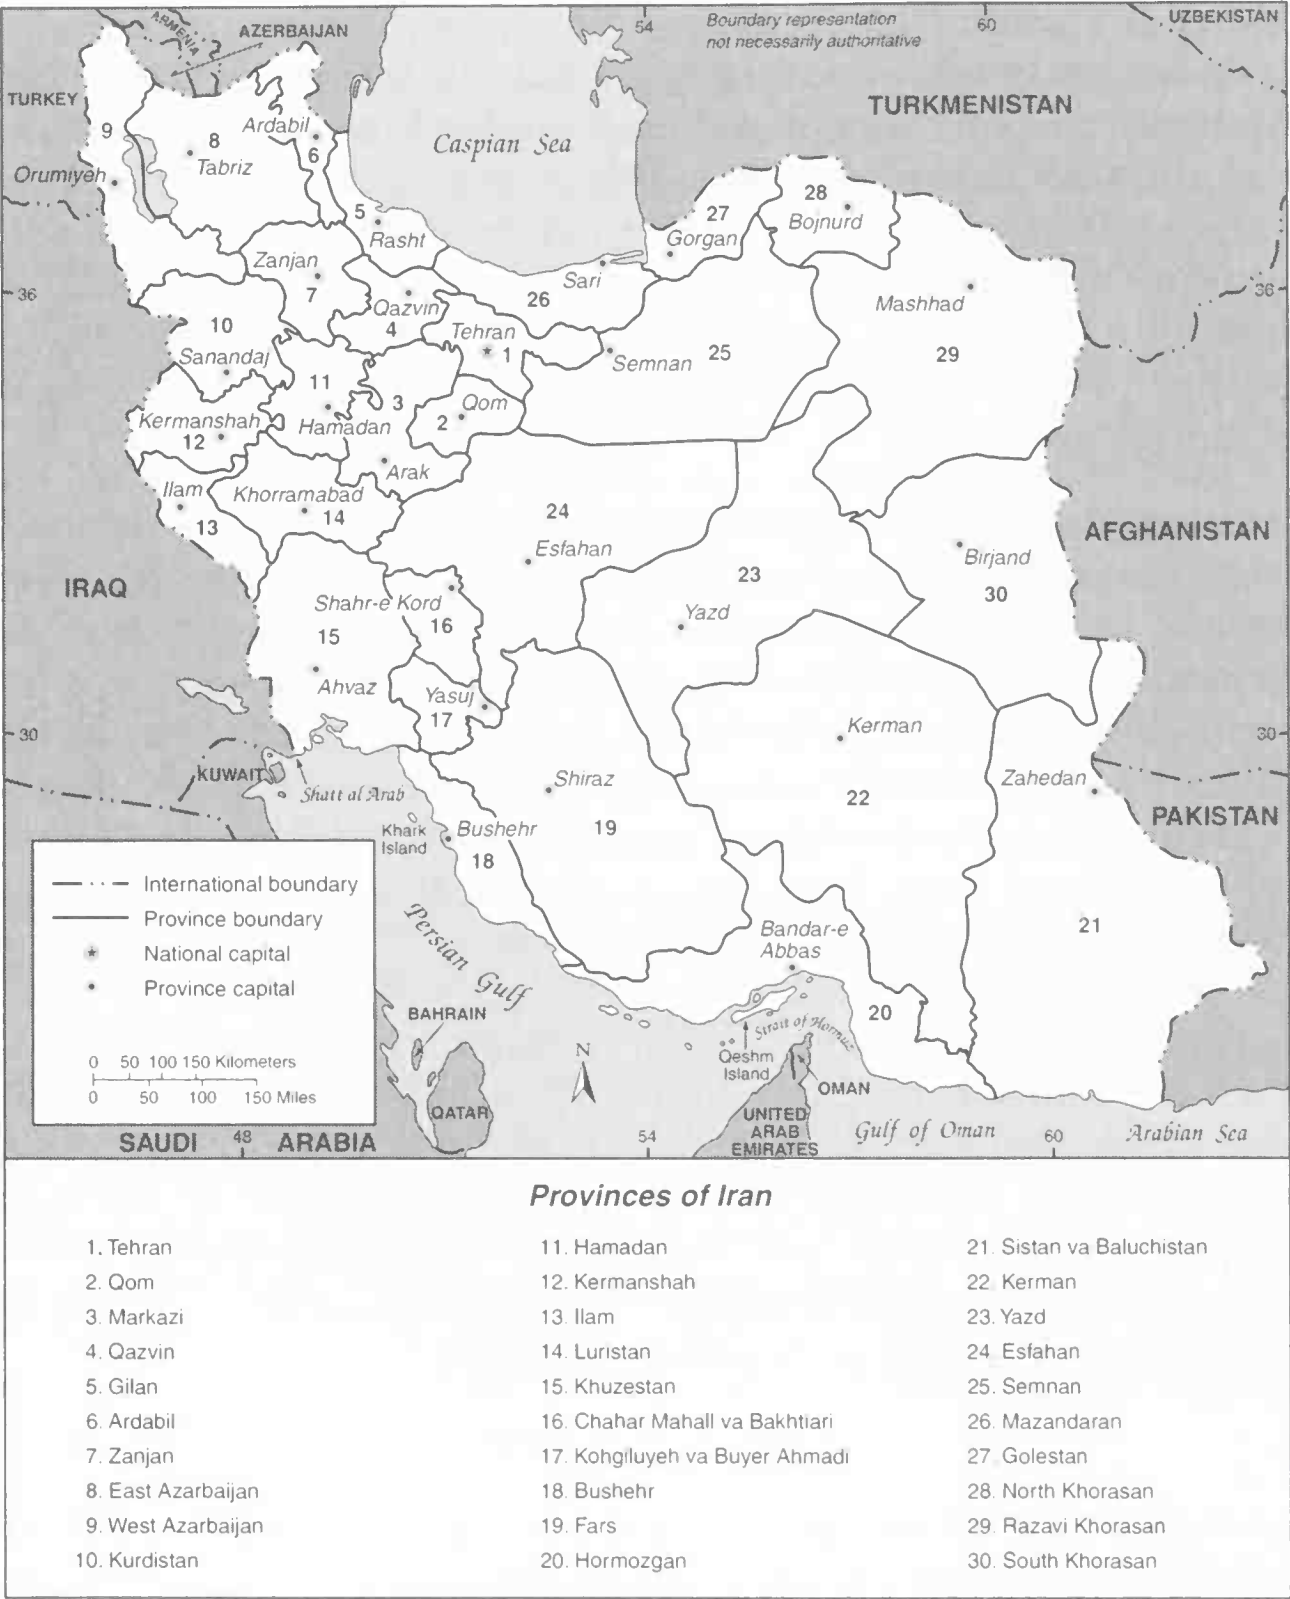 ARMENIA
AZERBAIJAN
54
Boundary representation
not necessarily authoritative
60
UZBEKISTAN
TURKEY
TURKMENISTAN
9
8
Ardabil
6
Tabriz
Orumiyeh
Caspian Sea
5
Rasht
27
Gorgan
28
Bojnurd
Zanjan
7
Sari
26
36
36
Qazvin
4
Mashhad
29
10
Sanandaj
Tehran
1
Semnan
25
11
Hamadan
3
2
Qom
Kermanshah
12
Arak
Ilam
13
Khorramabad
14
24
Esfahan
AFGHANISTAN
Birjand
30
IRAQ
23
Yazd
Shahr-e Kord
16
15
Ahvaz
Yasuj
17
30
30
Kerman
22
KUWAIT
Shatt al Arab
Shiraz
19
Zahedan
PAKISTAN
Khark
Island
Bushehr
18
21
Persian Gulf
Bandar-e
Abbas
20
Strait of Hormuz
Qeshm
Island
OMAN
International boundary
Province boundary
National capital
Province capital
0 50 100 150 Kilometers
0 50 100 150 Miles
BAHRAIN
N
QATAR
UNITED
ARAB
EMIRATES
Gulf of Oman
Arabian Sea
SAUDI ARABIA
48
54
60
Provinces of Iran
1. Tehran
2. Qom
3. Markazi
4. Qazvin
5. Gilan
6. Ardabil
7. Zanjan
8. East Azarbaijan
9. West Azarbaijan
10. Kurdistan
11. Hamadan
12. Kermanshah
13. Ilam
14. Luristan
15. Khuzestan
16. Chahar Mahall va Bakhtiari
17. Kohgiluyeh va Buyer Ahmadi
18. Bushehr
19. Fars
20. Hormozgan
21. Sistan va Baluchistan
22. Kerman
23. Yazd
24. Esfahan
25. Semnan
26. Mazandaran
27. Golestan
28. North Khorasan
29. Razavi Khorasan
30. South Khorasan